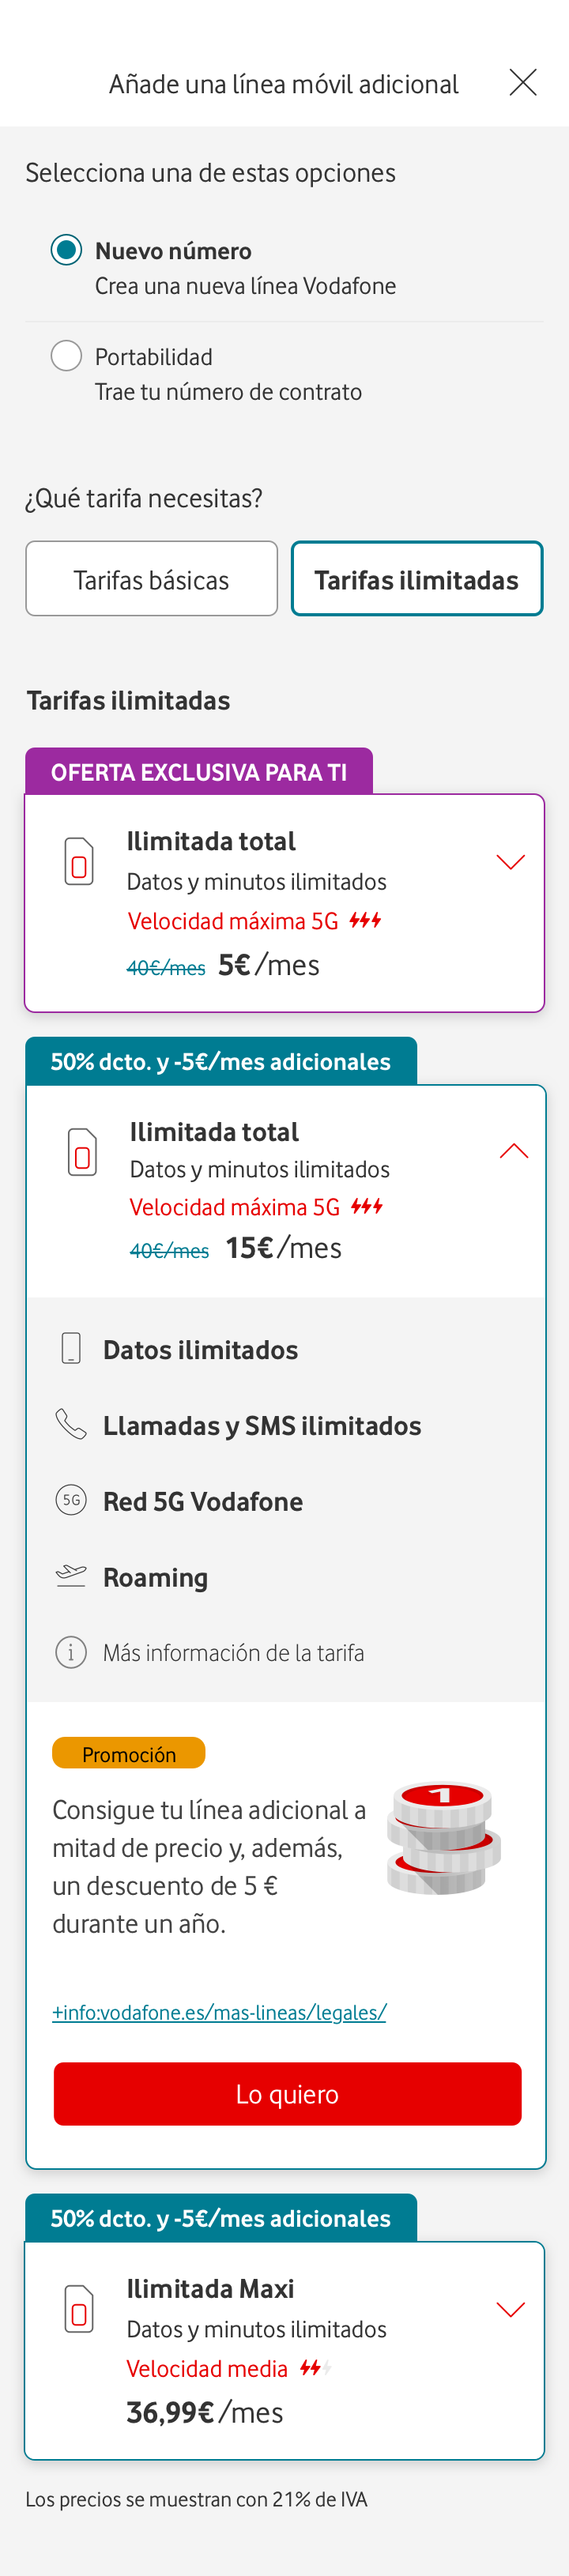 Añade una línea móvil adicional
Selecciona una de estas opciones
Nuevo número
Crea una nueva línea Vodafone
Portabilidad
Trae tu número de contrato
¿Qué tarifa necesitas?
Tarifas básicas
Tarifas ilimitadas
Tarifas ilimitadas
OFERTA EXCLUSIVA PARA TI
Ilimitada total
Datos y minutos ilimitados
Velocidad máxima 5G
40€/mes 5€/mes
50% dcto. y -5€/mes adicionales
Ilimitada total
Datos y minutos ilimitados
Velocidad máxima 5G
40€/mes 15€/mes
Datos ilimitados
Llamadas y SMS ilimitados
5G Red 5G Vodafone
Roaming
i Más información de la tarifa
Promoción
1
Consigue tu línea adicional a
mitad de precio y, además,
un descuento de 5 €
durante un año.
+info:vodafone.es/mas-lineas/legales/
Lo quiero
50% dcto. y -5€/mes adicionales
Ilimitada Maxi
Datos y minutos ilimitados
Velocidad media
36,99€/mes
Los precios se muestran con 21% de IVA